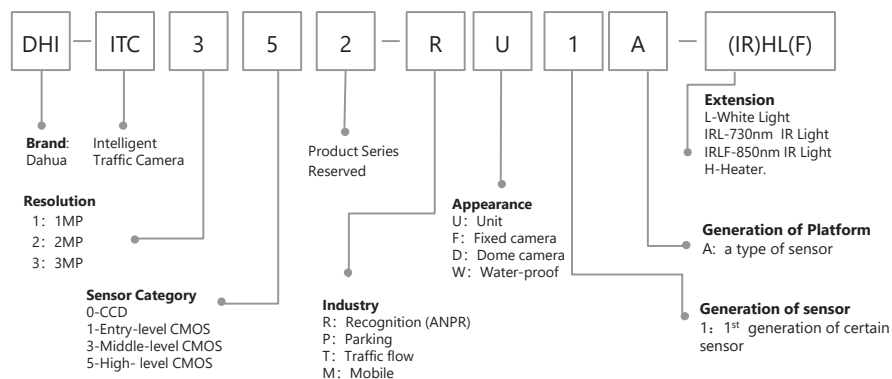 DHI — ITC 3 5 2 — R U 1 A — (IR)HL(F)
Brand:
Dahua
Intelligent
Traffic Camera
Product Series
Reserved
Extension
L-White Light
IRL-730nm IR Light
IRLF-850nm IR Light
H-Heater.
Resolution
1：1MP
2：2MP
3：3MP
Appearance
U：Unit
F：Fixed camera
D：Dome camera
W：Water-proof
Generation of Platform
A：a type of sensor
Sensor Category
0-CCD
1-Entry-level CMOS
3-Middle-level CMOS
5-High- level CMOS
Industry
R：Recognition (ANPR)
P：Parking
T：Traffic flow
M：Mobile
Generation of sensor
1：1st generation of certain
sensor